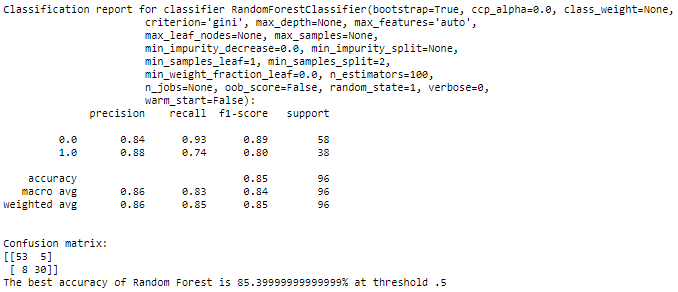 Classification report for classifier RandomForestClassifier(bootstrap=True, ccp_alpha=0.0, class_weight=None,
criterion='gini', max_depth=None, max_features='auto',
max_leaf_nodes=None, max_samples=None,
min_impurity_decrease=0.0, min_impurity_split=None,
min_samples_leaf=1, min_samples_split=2,
min_weight_fraction_leaf=0.0, n_estimators=100,
n_jobs=None, oob_score=False, random_state=1, verbose=0,
warm_start=False):
precision recall f1-score support
0.0 0.84 0.93 0.89 58
1.0 0.88 0.74 0.80 38
accuracy 0.85 96
macro avg 0.86 0.83 0.84 96
weighted avg 0.86 0.85 0.85 96
Confusion matrix:
[[53 5]
[ 8 30]]
The best accuracy of Random Forest is 85.39999999999999% at threshold .5